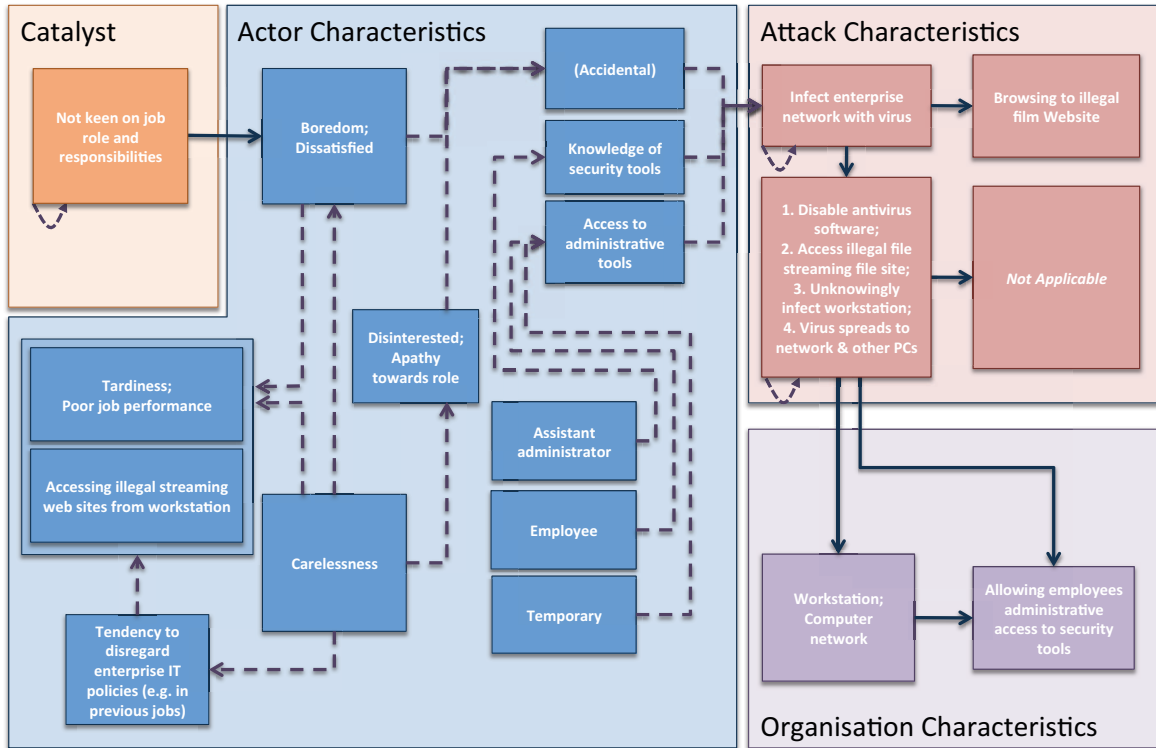 Catalyst
Not keen on job
role and
responsibilities
Actor Characteristics
Boredom;
Dissatisfied
(Accidental)
Knowledge of
security tools
Access to
administrative
tools
Disinterested;
Apathy
towards role
Tardiness;
Poor job performance
Accessing illegal streaming
web sites from workstation
Carelessness
Tendency to
disregard
enterprise IT
policies (e.g. in
previous jobs)
Assistant
administrator
Employee
Temporary
Attack Characteristics
Infect enterprise
network with virus
Browsing to illegal
film Website
1. Disable antivirus
software;
2. Access illegal file
streaming file site;
3. Unknowingly
infect workstation;
4. Virus spreads to
network & other PCs
Not Applicable
Workstation;
Computer
network
Allowing employees
administrative
access to security
tools
Organisation Characteristics